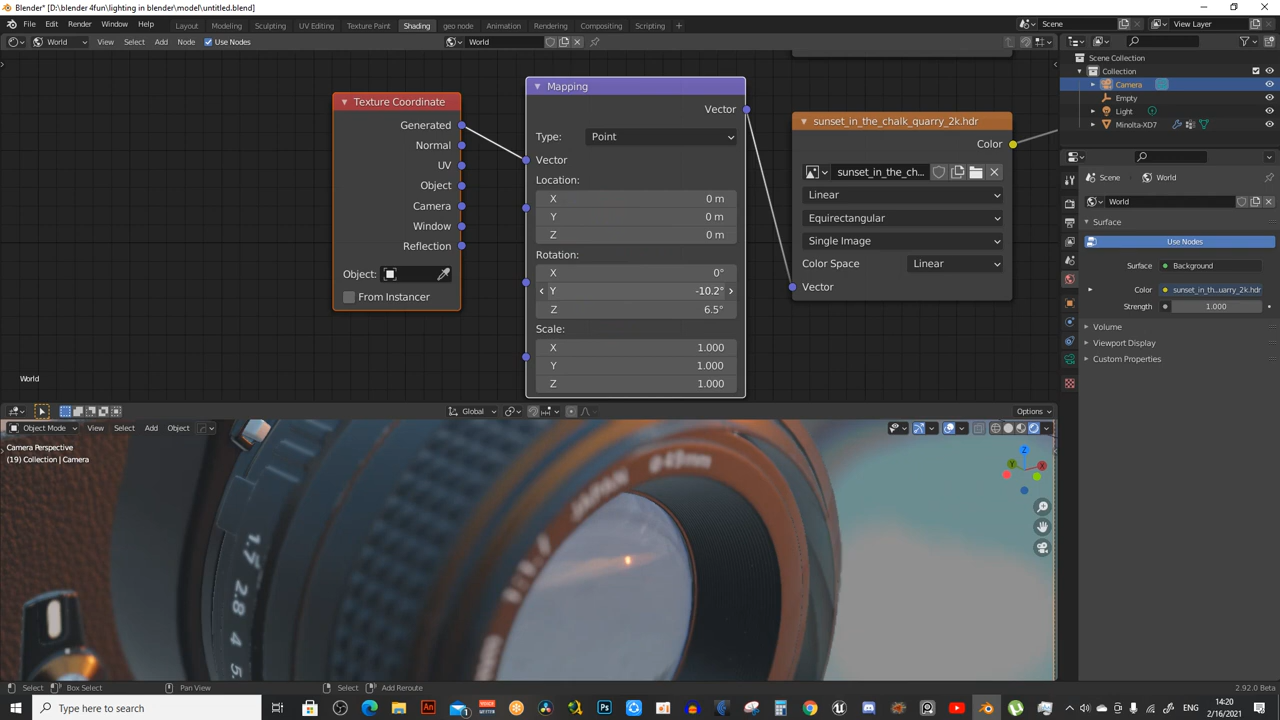 Blender* [D:\blender 4fun\lighting in blender\model\untitled.blend]
File Edit Render Window Help Layout Modeling Sculpting UV Editing Texture Paint Shading geo node Animation Rendering Compositing Scripting + Scene View Layer
World View Select Add Node Use Nodes World
Scene Collection
Collection
Camera
Empty
Light
Minolta-XD7
Texture Coordinate
Generated
Normal
UV
Object
Camera
Window
Reflection
Object:
From Instancer
Mapping
Vector
Type: Point
Vector
Location:
X 0 m
Y 0 m
Z 0 m
Rotation:
X 0°
Y -10.2°
Z 6.5°
Scale:
X 1.000
Y 1.000
Z 1.000
sunset_in_the_chalk_quarry_2k.hdr
Color
sunset_in_the_ch...
Linear
Equirectangular
Single Image
Color Space Linear
Vector
Scene World
World
Surface
Use Nodes
Surface Background
Color sunset_in_th...uarry_2k.hdr
Strength 1.000
Volume
Viewport Display
Custom Properties
World
Global Options
Object Mode View Select Add Object
Camera Perspective
(19) Collection | Camera
Z
X
Y
JAPAN ø49mm
1.7 2.8 4 5.
Select Box Select Pan View Select Add Reroute 2.92.0 Beta
Type here to search
14:20
2/16/2021